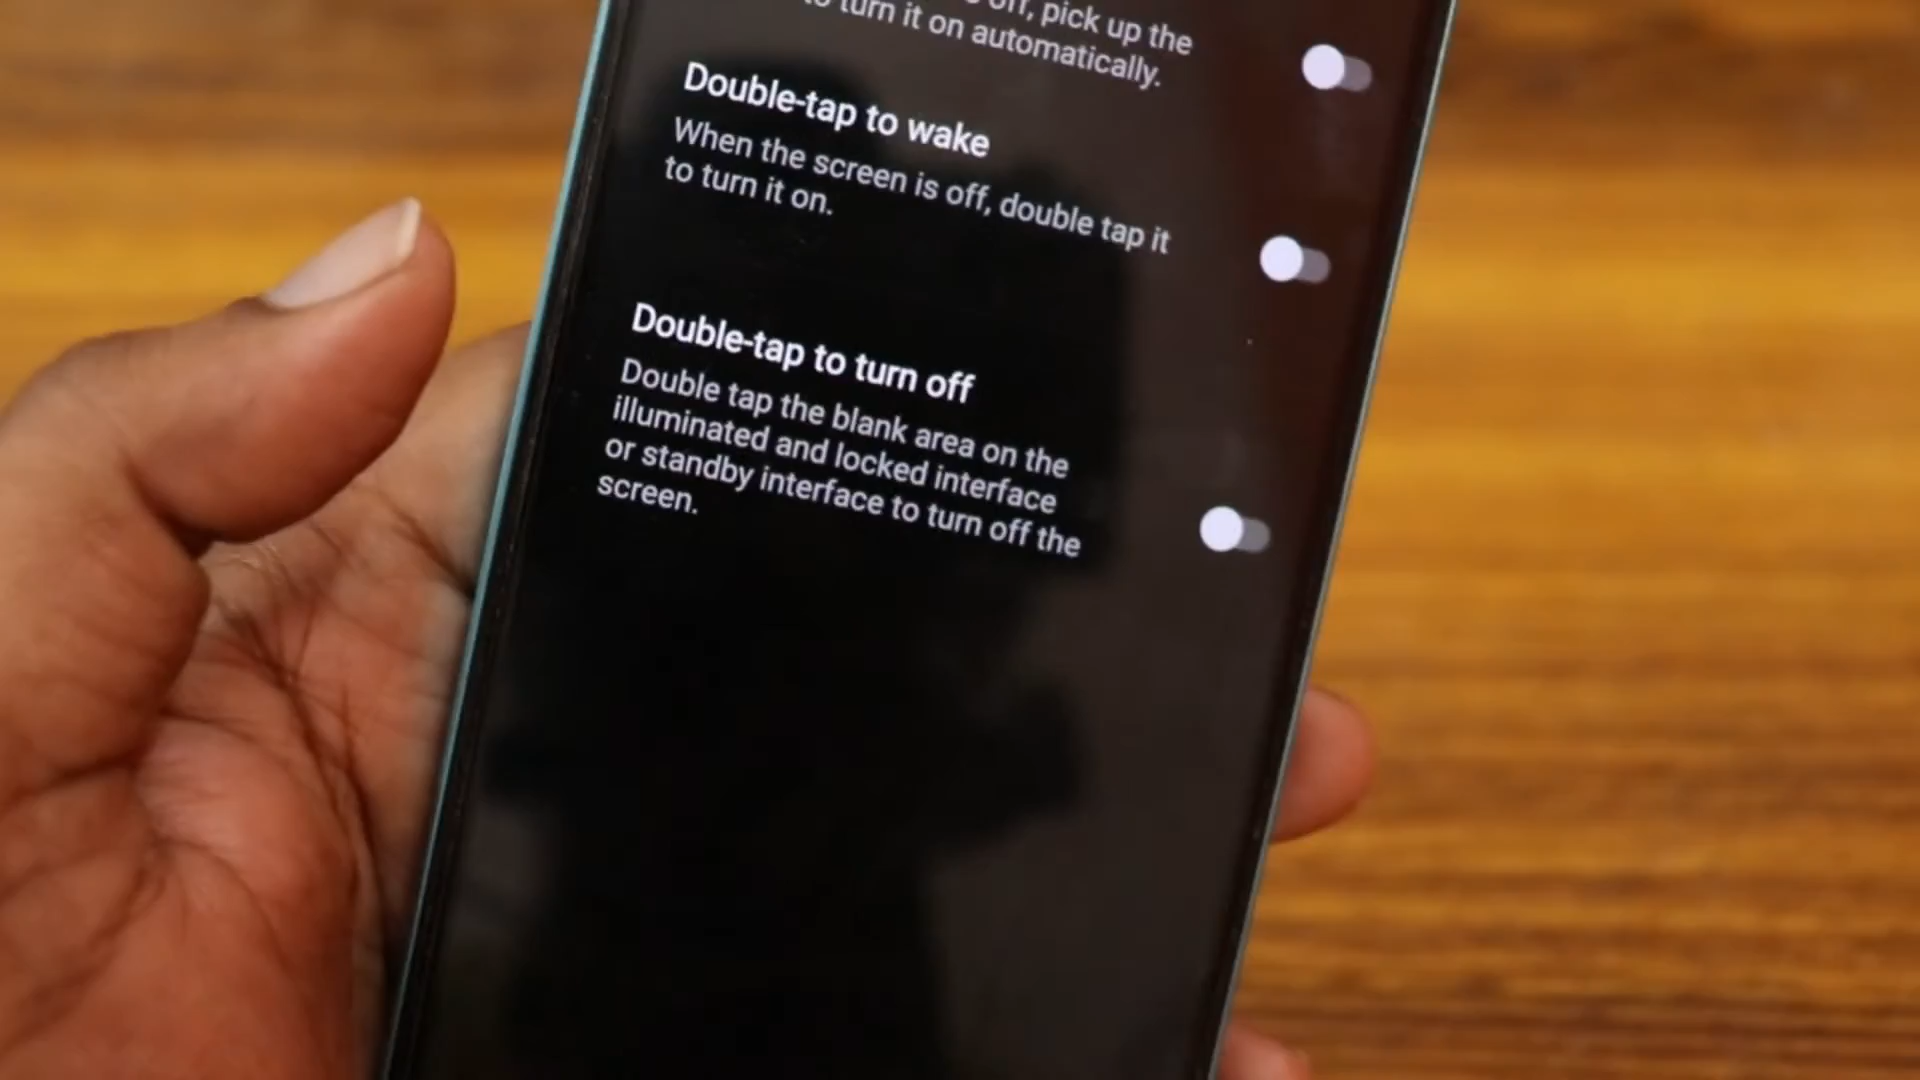 off, pick up the
to turn it on automatically.
Double-tap to wake
When the screen is off, double tap it
to turn it on.
Double-tap to turn off
Double tap the blank area on the
illuminated and locked interface
or standby interface to turn off the
screen.